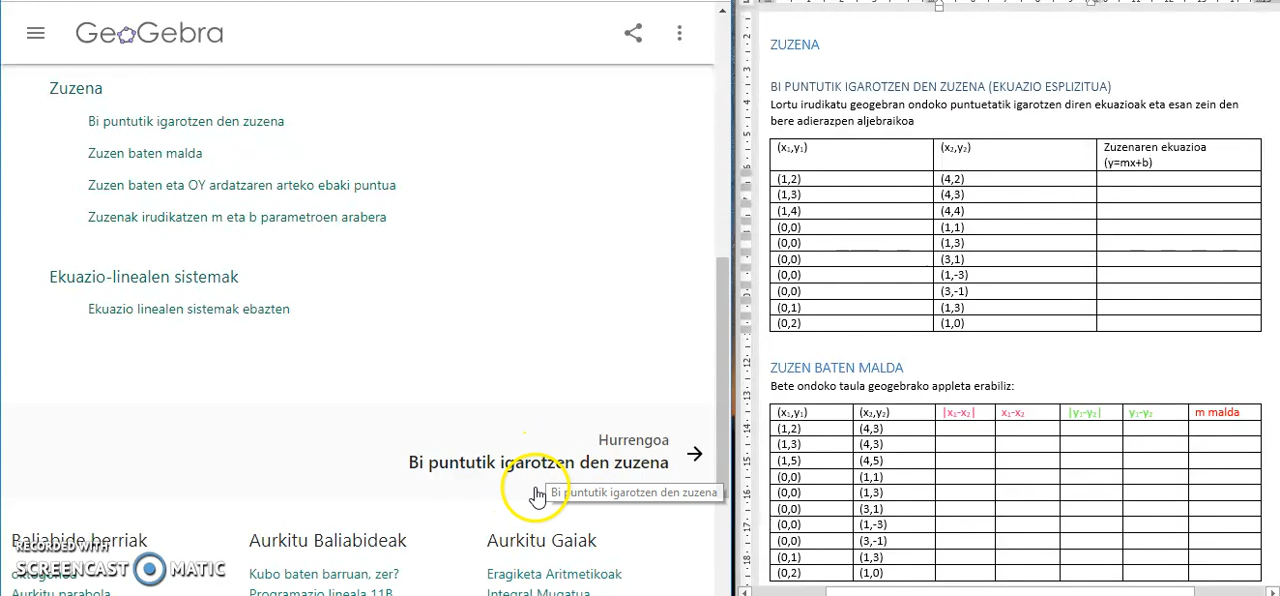 GeoGebra
Zuzena
Bi puntutik igarotzen den zuzena
Zuzen baten malda
Zuzen baten eta OY ardatzaren arteko ebaki puntua
Zuzenak irudikatzen m eta b parametroen arabera
Ekuazio-linealen sistemak
Ekuazio linealen sistemak ebazten
Hurrengoa
Bi puntutik igarotzen den zuzena
Bi puntutik igarotzen den zuzena
Baliabide berriak Aurkitu Baliabideak Aurkitu Gaiak
RECORDED WITH
SCREENCAST MATIC
Kubo baten barruan, zer? Eragiketa Aritmetikoak
Aurkitu parabola Programazio lineala 11B Integral Mugatua
ZUZENA
BI PUNTUTIK IGAROTZEN DEN ZUZENA (EKUAZIO ESPLIZITUA)
Lortu irudikatu geogebran ondoko puntuetatik igarotzen diren ekuazioak eta esan zein den
bere adierazpen aljebraikoa
(x₁,y₁) (x₂,y₂) Zuzenaren ekuazioa
(y=mx+b)
(1,2) (4,2)
(1,3) (4,3)
(1,4) (4,4)
(0,0) (1,1)
(0,0) (1,3)
(0,0) (3,1)
(0,0) (1,-3)
(0,0) (3,-1)
(0,1) (1,3)
(0,2) (1,0)
ZUZEN BATEN MALDA
Bete ondoko taula geogebrako appleta erabiliz:
(x₁,y₁) (x₂,y₂) |x₁-x₂| x₁-x₂ |y₁-y₂| y₁-y₂ m malda
(1,2) (4,3)
(1,3) (4,3)
(1,5) (4,5)
(0,0) (1,1)
(0,0) (1,3)
(0,0) (3,1)
(0,0) (1,-3)
(0,0) (3,-1)
(0,1) (1,3)
(0,2) (1,0)